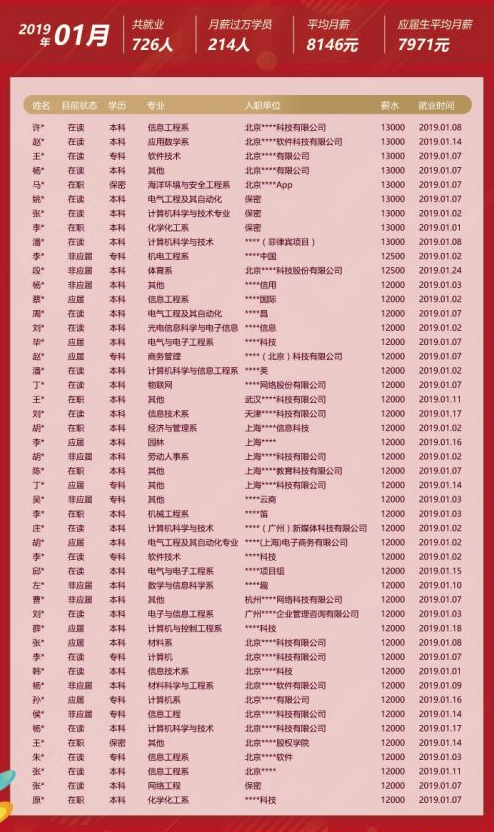 2019年01月 共就业 726人 月薪过万学员 214人 平均月薪 8146元 应届生平均月薪 7971元
姓名 目前状态 学历 专业 入职单位 薪水 就业时间
许* 在读 本科 信息工程系 北京****科技有限公司 13000 2019.01.08
赵* 在读 本科 应用数学系 北京****软件科技有限公司 13000 2019.01.14
王* 在读 专科 软件技术 北京****有限公司 13000 2019.01.07
杨* 在读 本科 其他 北京****有限公司 13000 2019.01.07
马* 在职 保密 海洋环境与安全工程系 北京****App 13000 2019.01.07
姚* 在读 本科 电气工程及其自动化 保密 13000 2019.01.07
张* 在读 本科 计算机科学与技术专业 保密 13000 2019.01.02
李* 在职 本科 化学化工系 保密 13000 2019.01.01
潘* 在读 本科 计算机科学与技术 ****（菲律宾项目） 13000 2019.01.08
李* 非应届 专科 机电工程系 ****中国 12500 2019.01.02
段* 非应届 本科 体育系 北京****科技股份有限公司 12500 2019.01.24
杨* 非应届 本科 其他 ****信用 12000 2019.01.03
蔡* 应届 本科 信息工程系 ****国际 12000 2019.01.02
周* 在读 本科 电气工程及其自动化 ****昌 12000 2019.01.07
刘* 在读 本科 光电信息科学与电子信息 ****信息 12000 2019.01.02
毕* 应届 本科 电气与电子工程系 ****科技 12000 2019.01.07
赵* 应届 专科 商务管理 ****（北京）科技有限公司 12000 2019.01.07
潘* 在读 本科 计算机科学与信息工程系 ****英 12000 2019.01.02
丁* 在读 本科 物联网 ****网络股份有限公司 12000 2019.01.07
王* 在职 本科 其他 武汉****科技有限公司 12000 2019.01.11
刘* 在读 本科 信息技术系 天津****科技有限公司 12000 2019.01.17
胡* 在职 本科 经济与管理系 上海****信息科技 12000 2019.01.02
李* 应届 本科 园林 上海**** 12000 2019.01.16
胡* 非应届 本科 劳动人事系 上海****科技有限公司 12000 2019.01.02
陈* 在职 本科 其他 上海****教育科技有限公司 12000 2019.01.07
丁* 应届 专科 其他 上海****科技有限公司 12000 2019.01.14
吴* 非应届 专科 其他 ****云商 12000 2019.01.03
李* 在职 本科 机械工程系 ****笛 12000 2019.01.03
庄* 在读 本科 计算机科学与技术 ****（广州）新媒体科技有限公司 12000 2019.01.02
胡* 应届 本科 电气工程及其自动化专业 ****(上海)电子商务有限公司 12000 2019.01.02
李* 在读 专科 软件技术 ****科技 12000 2019.01.02
邱* 在读 本科 电气与电子工程系 ****项目组 12000 2019.01.15
左* 非应届 本科 数学与信息科学系 ****趣 12000 2019.01.10
曹* 非应届 本科 其他 杭州****网络科技有限公司 12000 2019.01.07
刘* 在读 本科 电子与信息工程系 广州****企业管理咨询有限公司 12000 2019.01.03
薛* 应届 本科 计算机与控制工程系 ****科技 12000 2019.01.18
张* 应届 本科 材料系 北京****科技有限公司 12000 2019.01.08
李* 在读 专科 计算机 北京****科技有限公司 12000 2019.01.07
韩* 在读 本科 信息技术系 北京****科技 12000 2019.01.07
杨* 非应届 本科 材料科学与工程系 北京****软件有限公司 12000 2019.01.09
孙* 应届 专科 计算机系 北京****有限公司 12000 2019.01.16
侯* 非应届 专科 信息工程 北京****科技有限公司 12000 2019.01.14
杨* 在读 本科 计算机科学与技术 北京****科技有限公司 12000 2019.01.17
王* 在职 保密 其他 北京****股权学院 12000 2019.01.14
朱* 在读 专科 信息工程系 北京****软件 12000 2019.01.03
张* 在读 本科 信息工程系 北京**** 12000 2019.01.11
张* 在读 本科 网络工程 保密 12000 2019.01.07
原* 在职 本科 化学化工系 ****科技 12000 2019.01.07